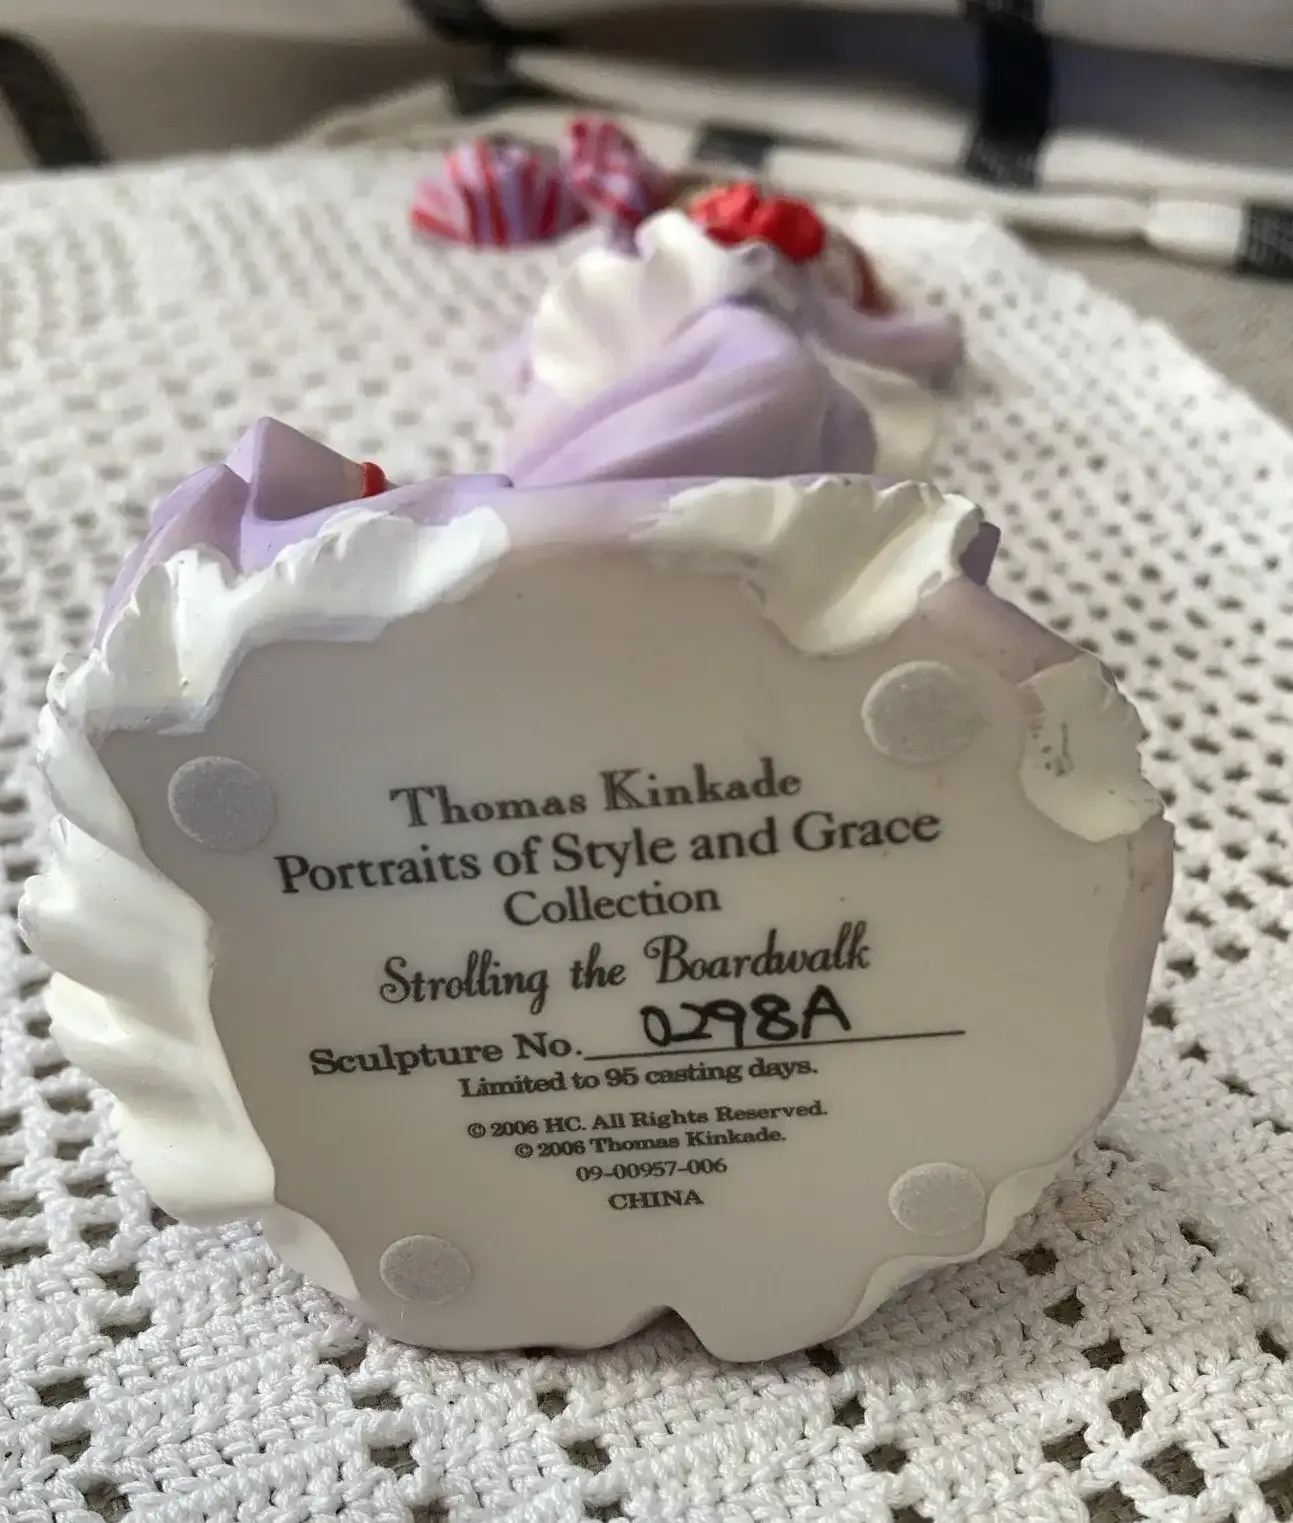 Thomas Kinkade
Portraits of Style and Grace
Collection
Strolling the Boardwalk
Sculpture No. 0298A
Limited to 95 casting days.
© 2006 HC. All Rights Reserved.
© 2006 Thomas Kinkade.
09-00957-006
CHINA